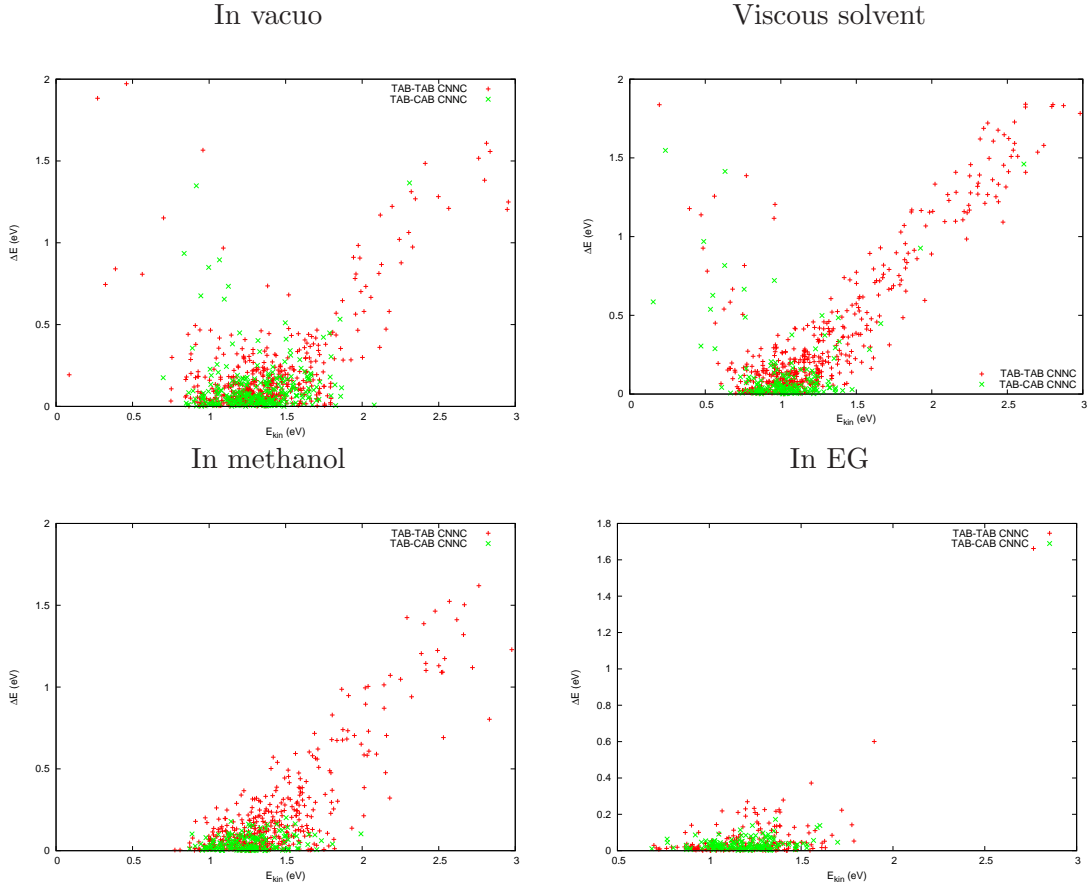 In vacuo
Viscous solvent
2
1.5
1
0.5
0
ΔE (eV)
TAB-TAB CNNC
TAB-CAB CNNC
0 0.5 1 1.5 2 2.5 3
E_kin (eV)
2
1.5
1
0.5
0
ΔE (eV)
TAB-TAB CNNC
TAB-CAB CNNC
0 0.5 1 1.5 2 2.5 3
E_kin (eV)
In methanol
In EG
2
1.5
1
0.5
0
ΔE (eV)
TAB-TAB CNNC
TAB-CAB CNNC
0 0.5 1 1.5 2 2.5 3
E_kin (eV)
1.8
1.6
1.4
1.2
1
0.8
0.6
0.4
0.2
0
ΔE (eV)
TAB-TAB CNNC
TAB-CAB CNNC
0.5 1 1.5 2 2.5 3
E_kin (eV)